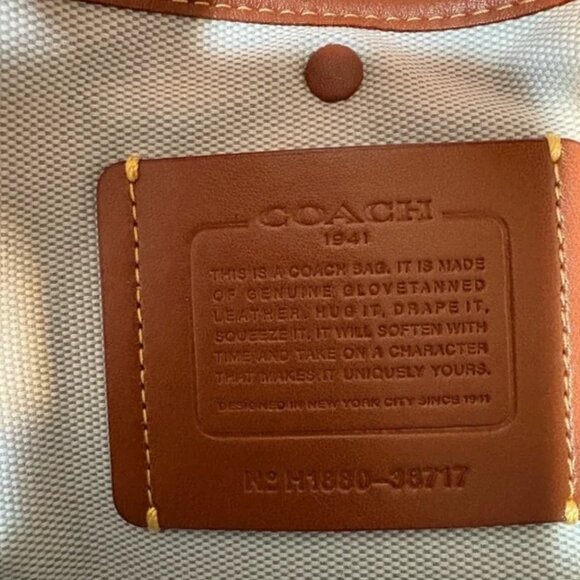 COACH
1941
THIS IS A COACH BAG. IT IS MADE
OF GENUINE GLOVETANNED
LEATHER. HUG IT, DRAPE IT,
SQUEEZE IT. IT WILL SOFTEN WITH
TIME AND TAKE ON A CHARACTER
THAT MAKES IT UNIQUELY YOURS.
DESIGNED IN NEW YORK CITY SINCE 1941
Nº H1880-36717